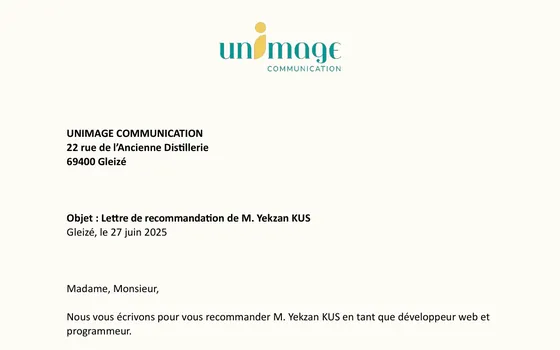 unimage
COMMUNICATION
UNIMAGE COMMUNICATION
22 rue de l’Ancienne Distillerie
69400 Gleizé
Objet : Lettre de recommandation de M. Yekzan KUS
Gleizé, le 27 juin 2025
Madame, Monsieur,
Nous vous écrivons pour vous recommander M. Yekzan KUS en tant que développeur web et
programmeur.